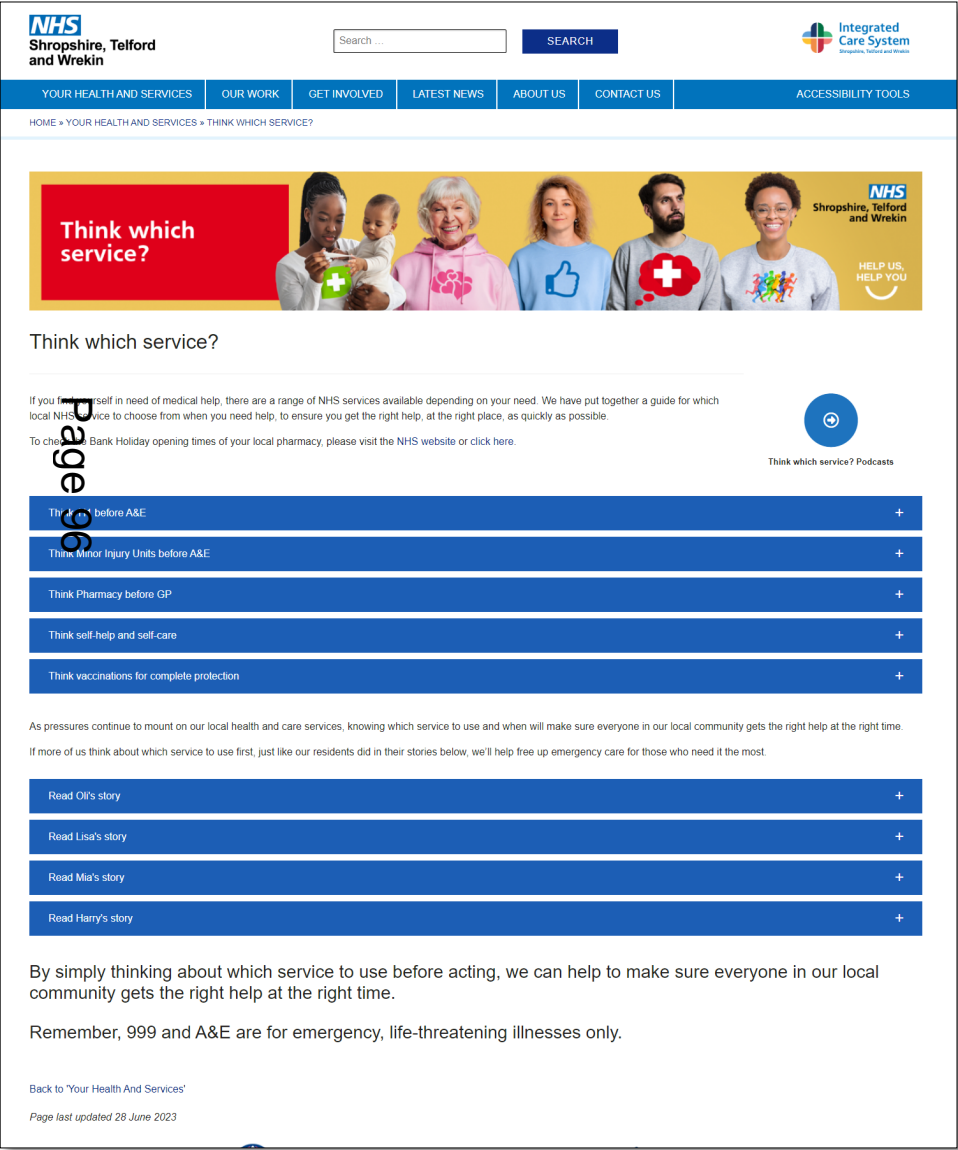 NHS
Shropshire, Telford
and Wrekin
Search ...
SEARCH
Integrated
Care System
Shropshire, Telford and Wrekin
YOUR HEALTH AND SERVICES
OUR WORK
GET INVOLVED
LATEST NEWS
ABOUT US
CONTACT US
ACCESSIBILITY TOOLS
HOME » YOUR HEALTH AND SERVICES » THINK WHICH SERVICE?
Think which
service?
NHS
Shropshire, Telford
and Wrekin
HELP US,
HELP YOU
Think which service?
If you find yourself in need of medical help, there are a range of NHS services available depending on your need. We have put together a guide for which
local NHS service to choose from when you need help, to ensure you get the right help, at the right place, as quickly as possible.
To check the Bank Holiday opening times of your local pharmacy, please visit the NHS website or click here.
Think which service? Podcasts
Page 96
Think 111 before A&E
+
Think Minor Injury Units before A&E
+
Think Pharmacy before GP
+
Think self-help and self-care
+
Think vaccinations for complete protection
+
As pressures continue to mount on our local health and care services, knowing which service to use and when will make sure everyone in our local community gets the right help at the right time.
If more of us think about which service to use first, just like our residents did in their stories below, we'll help free up emergency care for those who need it the most.
Read Oli's story
+
Read Lisa's story
+
Read Mia's story
+
Read Harry's story
+
By simply thinking about which service to use before acting, we can help to make sure everyone in our local
community gets the right help at the right time.
Remember, 999 and A&E are for emergency, life-threatening illnesses only.
Back to 'Your Health And Services'
Page last updated 28 June 2023